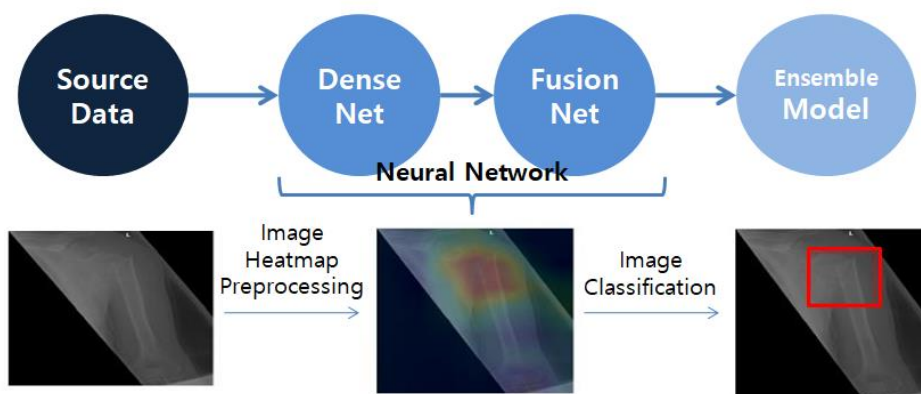 Source
Data
Dense
Net
Fusion
Net
Ensemble
Model
Neural Network
Image
Heatmap
Preprocessing
Image
Classification
L
L
L